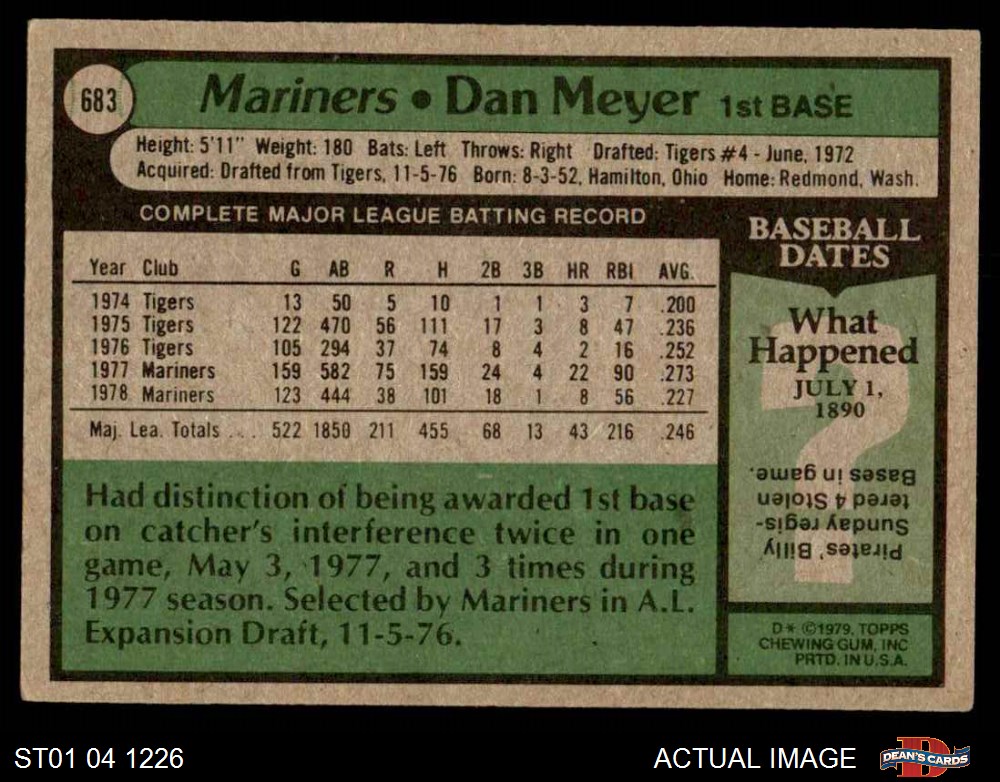 683
Mariners • Dan Meyer 1st BASE
Height: 5'11" Weight: 180 Bats: Left Throws: Right Drafted: Tigers #4 - June, 1972
Acquired: Drafted from Tigers, 11-5-76 Born: 8-3-52, Hamilton, Ohio Home: Redmond, Wash.
COMPLETE MAJOR LEAGUE BATTING RECORD
Year Club G AB R H 2B 3B HR RBI AVG.
1974 Tigers 13 50 5 10 1 1 3 7 .200
1975 Tigers 122 470 56 111 17 3 8 47 .236
1976 Tigers 105 294 37 74 8 4 2 16 .252
1977 Mariners 159 582 75 159 24 4 22 90 .273
1978 Mariners 123 444 38 101 18 1 8 56 .227
Maj. Lea. Totals ... 522 1850 211 455 68 13 43 216 .246
Had distinction of being awarded 1st base
on catcher's interference twice in one
game, May 3, 1977, and 3 times during
1977 season. Selected by Mariners in A.L.
Expansion Draft, 11-5-76.
BASEBALL
DATES
What
Happened
JULY 1,
1890
?
Pirates' Billy
Sunday regis-
tered 4 Stolen
Bases in game.
D* ©1979, TOPPS
CHEWING GUM, INC
PRTD. IN U.S.A.
ST01 04 1226
ACTUAL IMAGE
D
DEAN'S CARDS